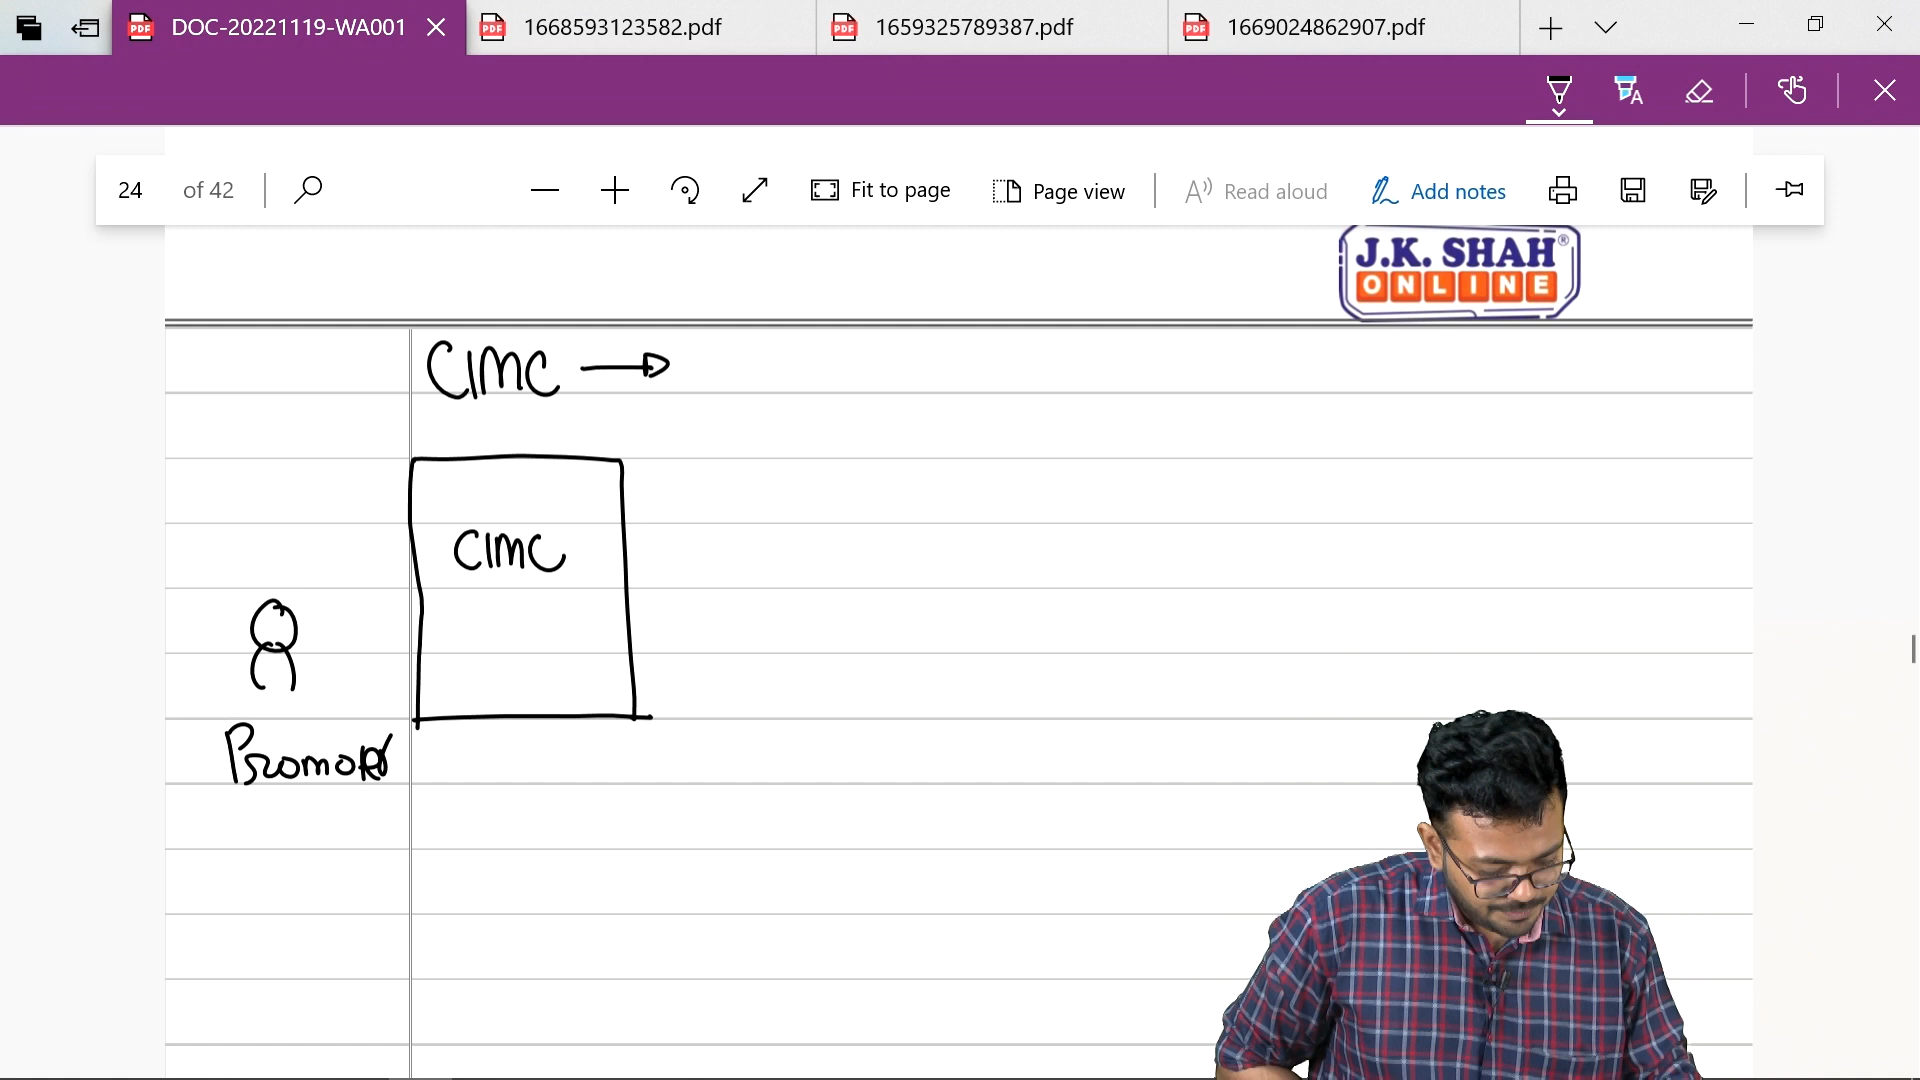 DOC-20221119-WA001
1668593123582.pdf
1659325789387.pdf
1669024862907.pdf
24 of 42
Fit to page
Page view
Read aloud
Add notes
J.K. SHAH®
ONLINE
CIMC
CIMC
Promoter